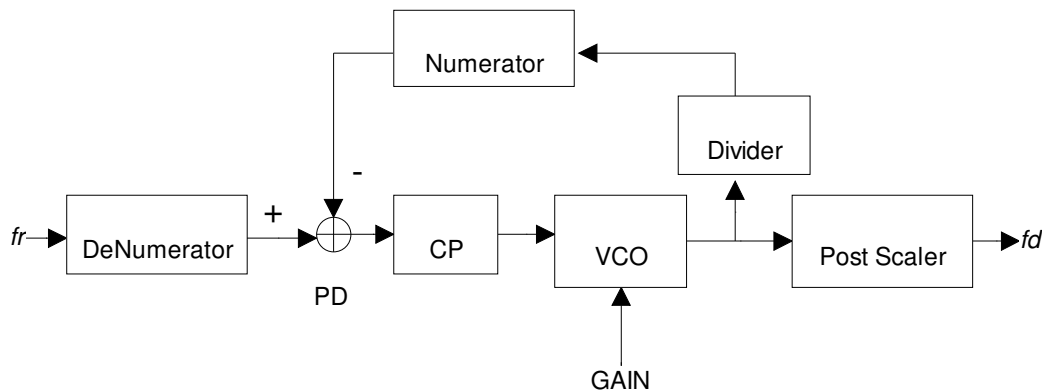 Numerator
Divider
-
+
fr
DeNumerator
CP
VCO
Post Scaler
fd
PD
GAIN